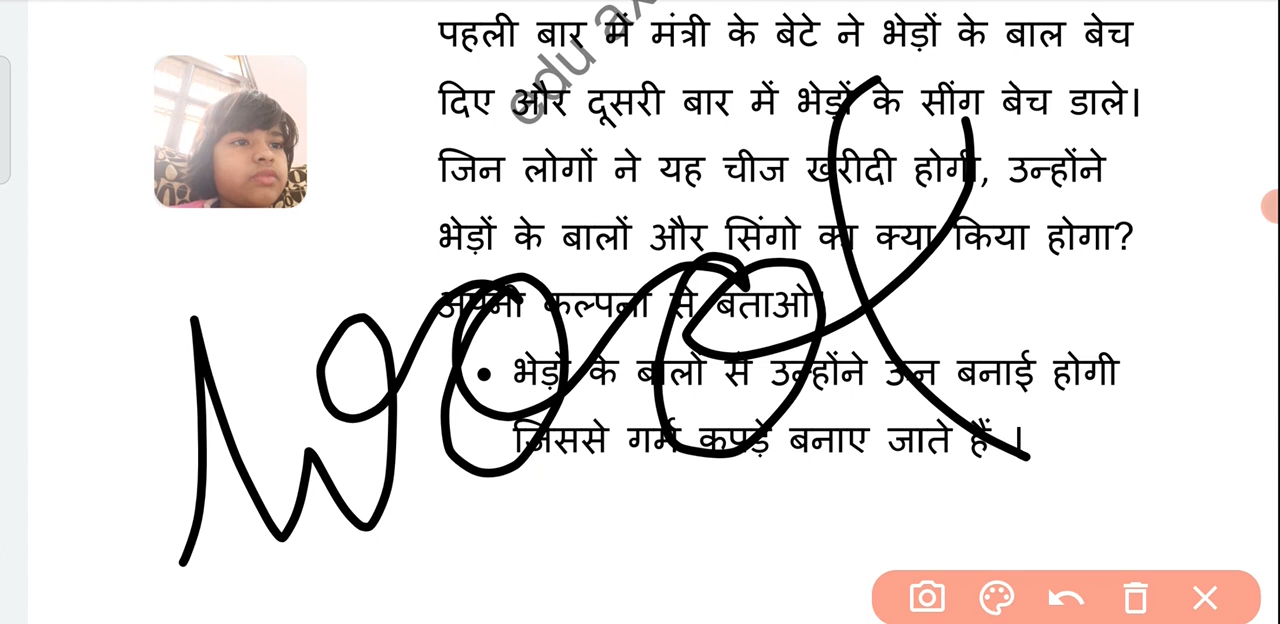 पहली बार में मंत्री के बेटे ने भेड़ों के बाल बेच
दिए और दूसरी बार में भेड़ों के सींग बेच डाले।
जिन लोगों ने यह चीज खरीदी होगी, उन्होंने
भेड़ों के बालों और सिंगो का क्या किया होगा?
अपनी कल्पना से बताओ
• भेड़ों के बालों से उन्होंने ऊन बनाई होगी
जिससे गर्म कपड़े बनाए जाते हैं ।
wool